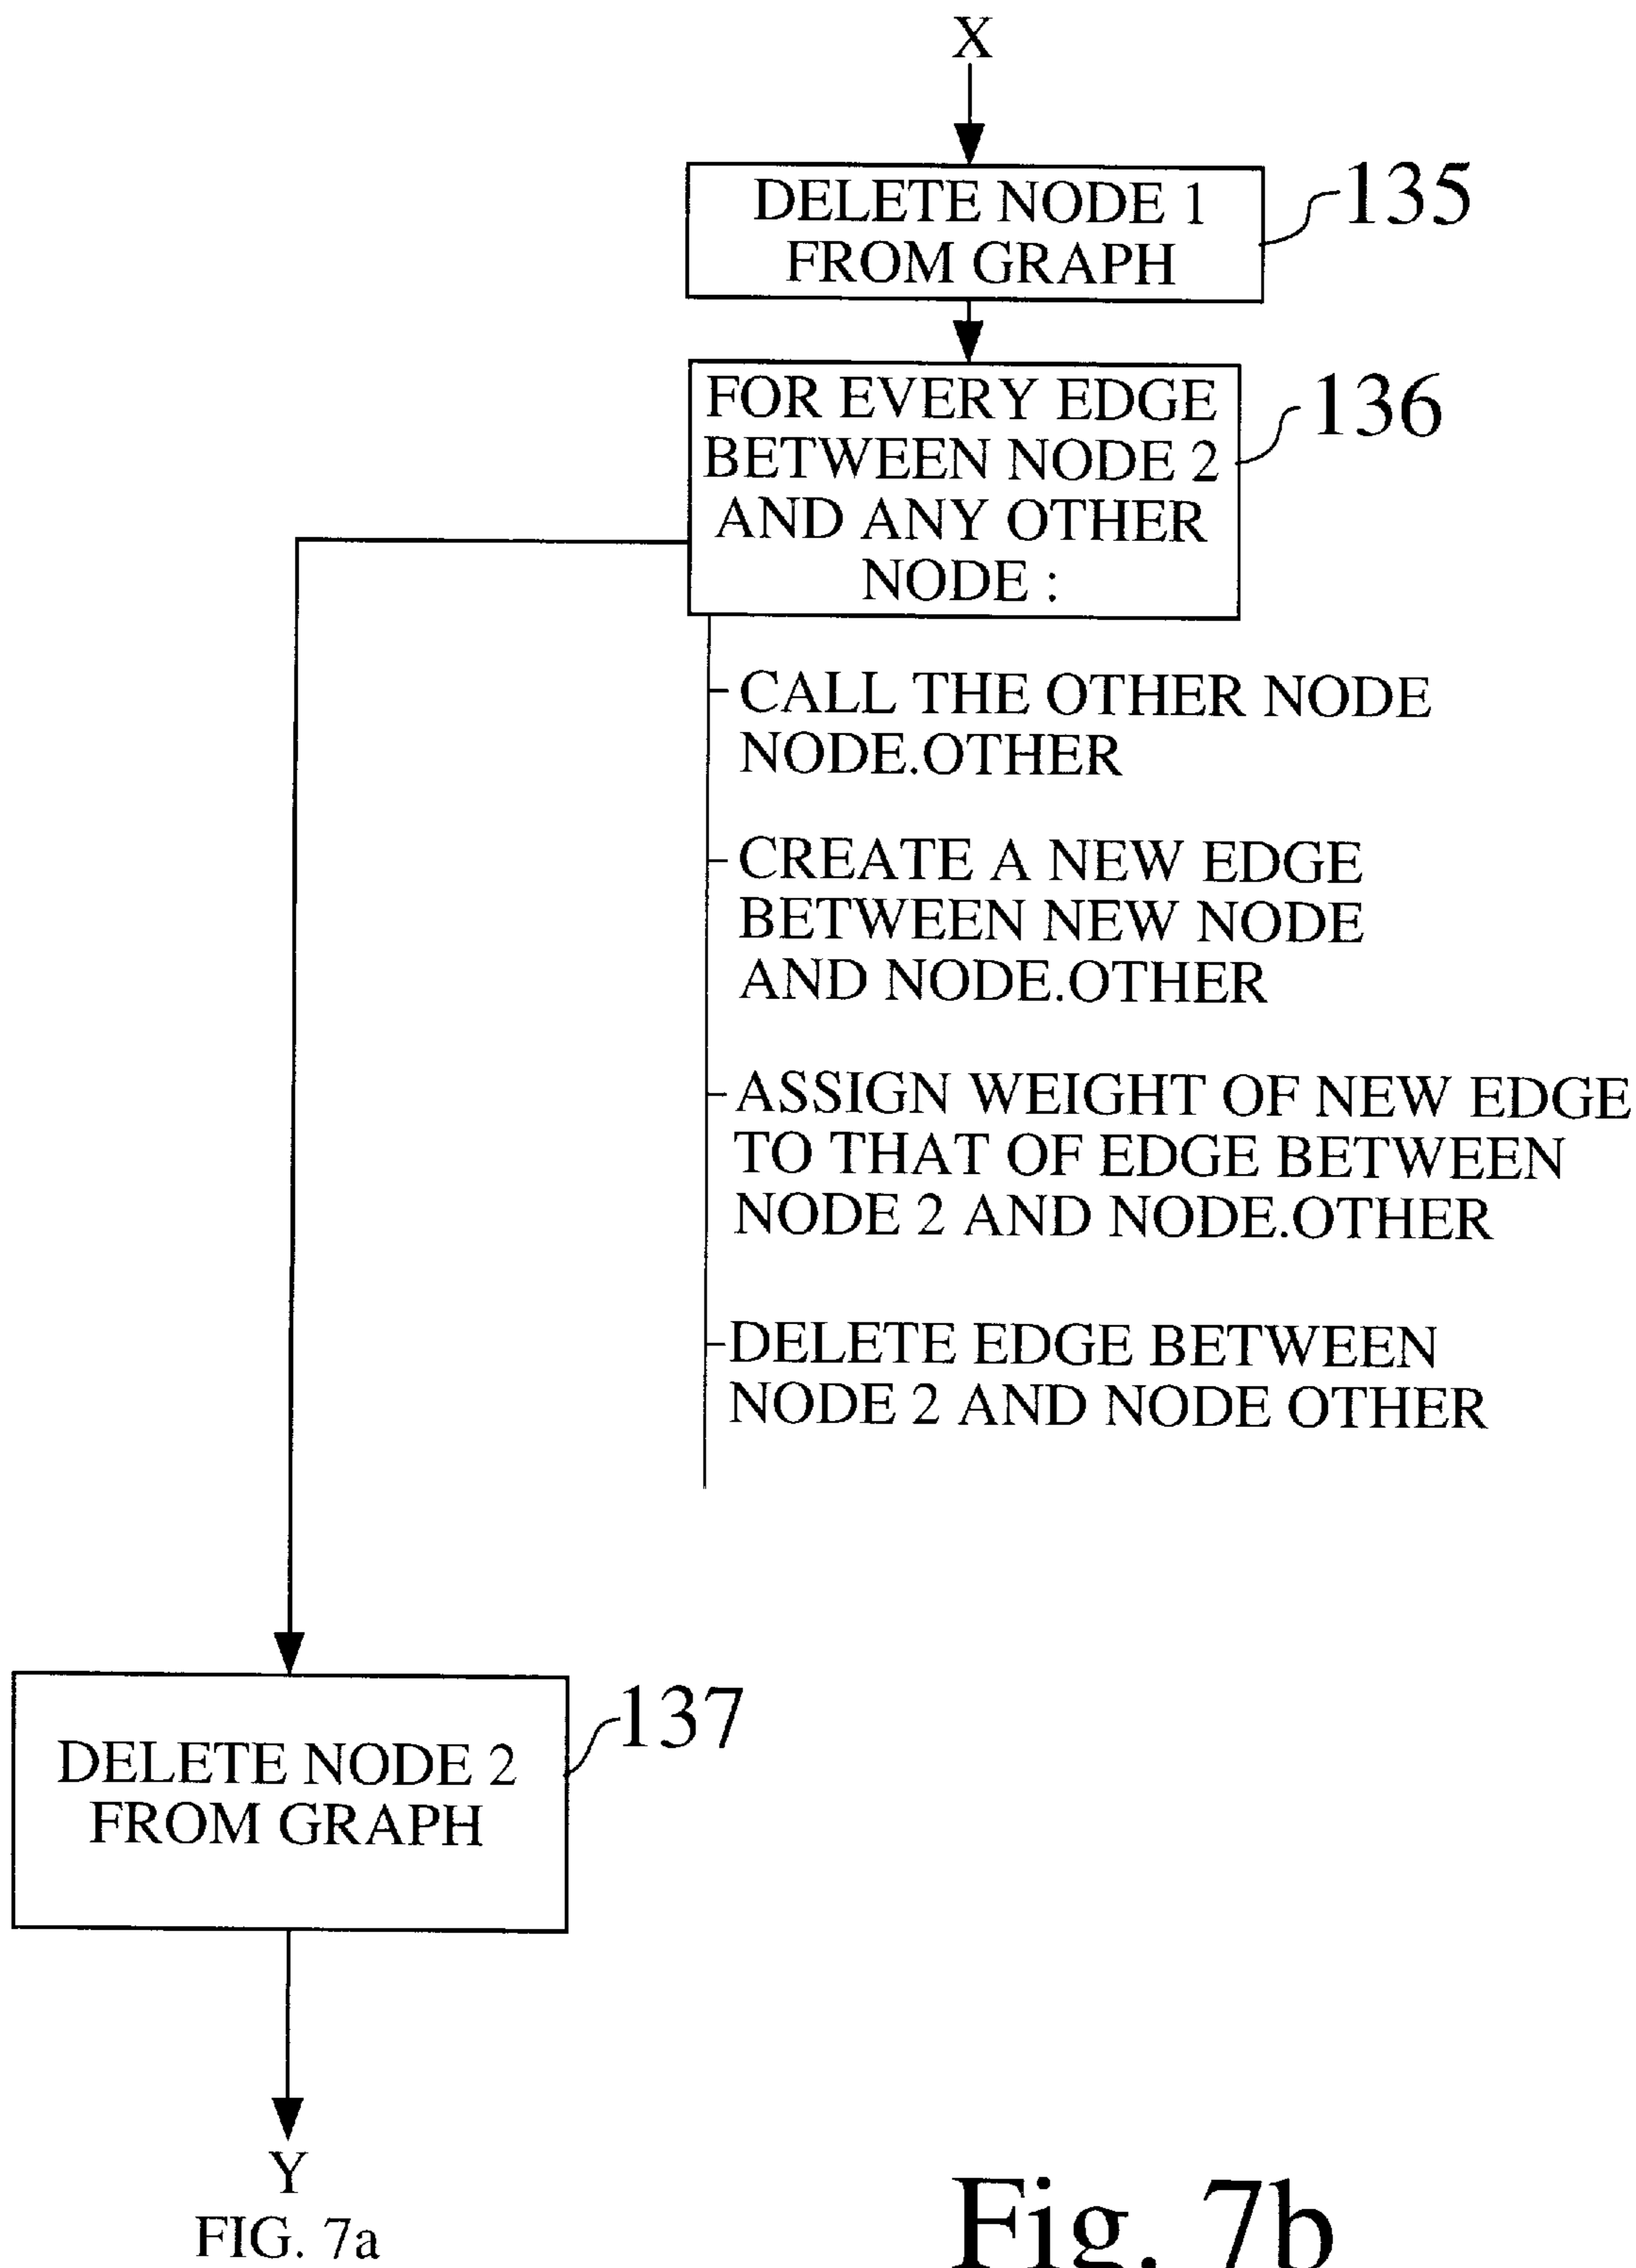 X
DELETE NODE 1
FROM GRAPH
135
FOR EVERY EDGE
BETWEEN NODE 2
AND ANY OTHER
NODE :
136
CALL THE OTHER NODE
NODE.OTHER
CREATE A NEW EDGE
BETWEEN NEW NODE
AND NODE.OTHER
ASSIGN WEIGHT OF NEW EDGE
TO THAT OF EDGE BETWEEN
NODE 2 AND NODE.OTHER
DELETE EDGE BETWEEN
NODE 2 AND NODE OTHER
DELETE NODE 2
FROM GRAPH
137
Y
FIG. 7a
Fig. 7b